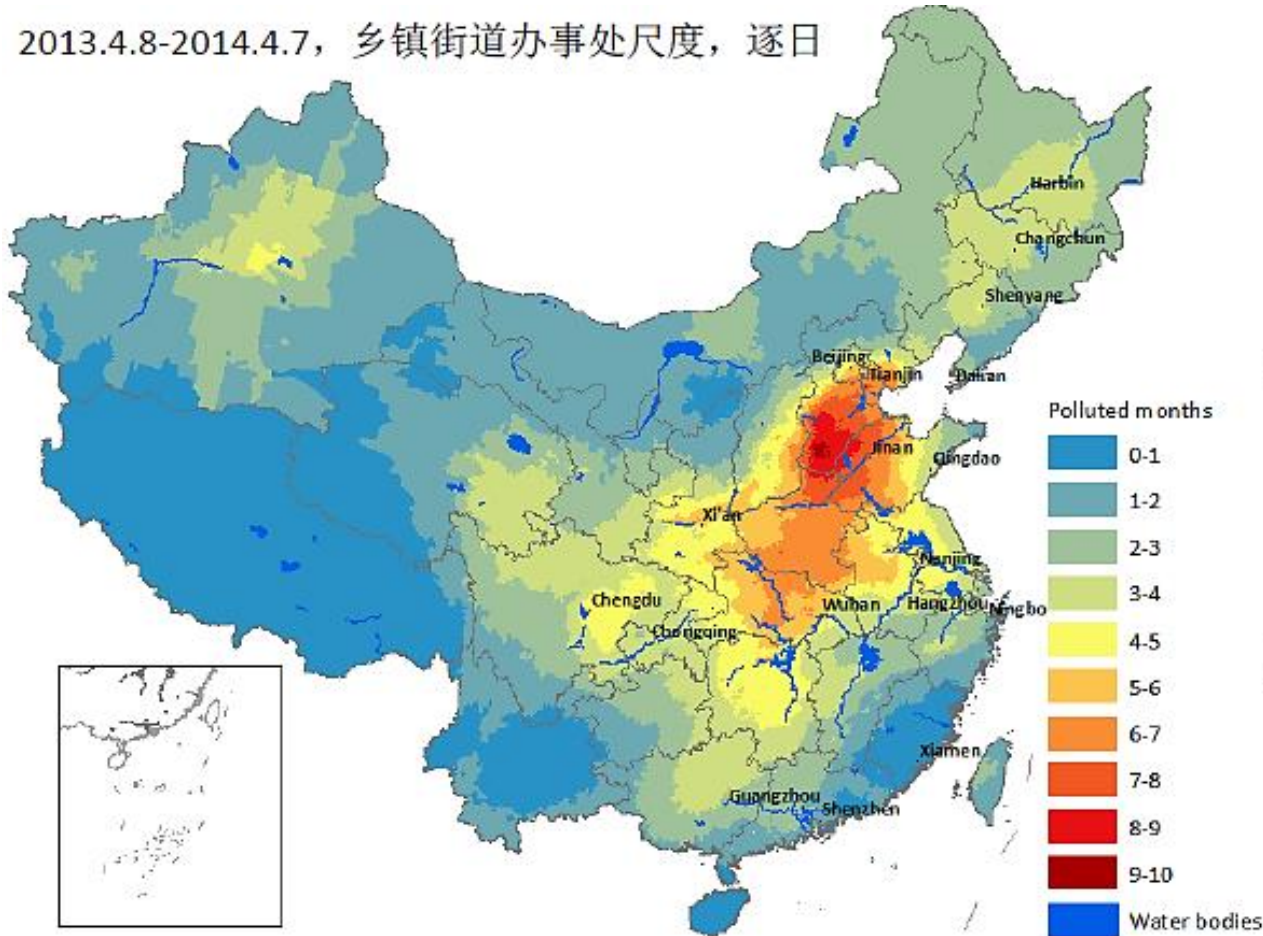 2013.4.8-2014.4.7，乡镇街道办事处尺度，逐日
Harbin
Changchun
Shenyang
Beijing
Tianjin
Dalian
Jinan
Qingdao
Xi'an
Nanjing
Chengdu
Wuhan
Hangzhou
Ningbo
Chongqing
Xiamen
Guangzhou
Shenzhen
Polluted months
0-1
1-2
2-3
3-4
4-5
5-6
6-7
7-8
8-9
9-10
Water bodies